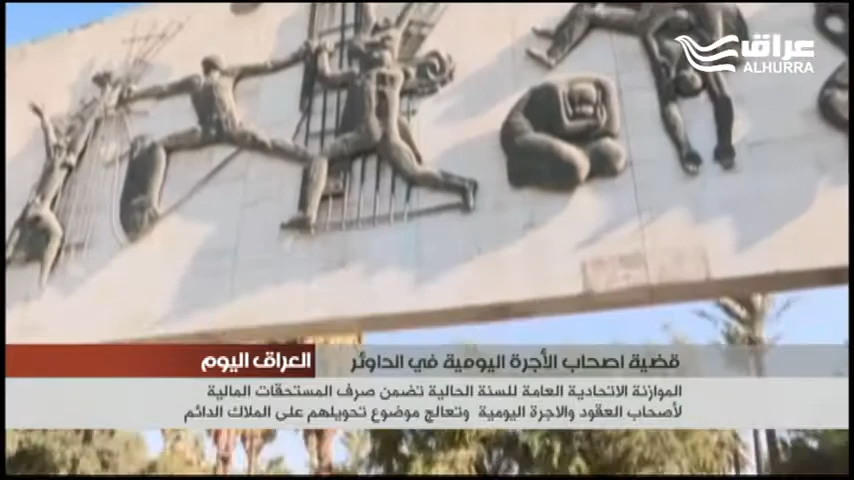 عراق
ALHURRA
قضية اصحاب الأجرة اليومية في الداوئر
العراق اليوم
الموازنة الاتحادية العامة للسنة الحالية تضمن صرف المستحقات المالية
لأصحاب العقود والاجرة اليومية وتعالج موضوع تحويلهم على الملاك الدائم